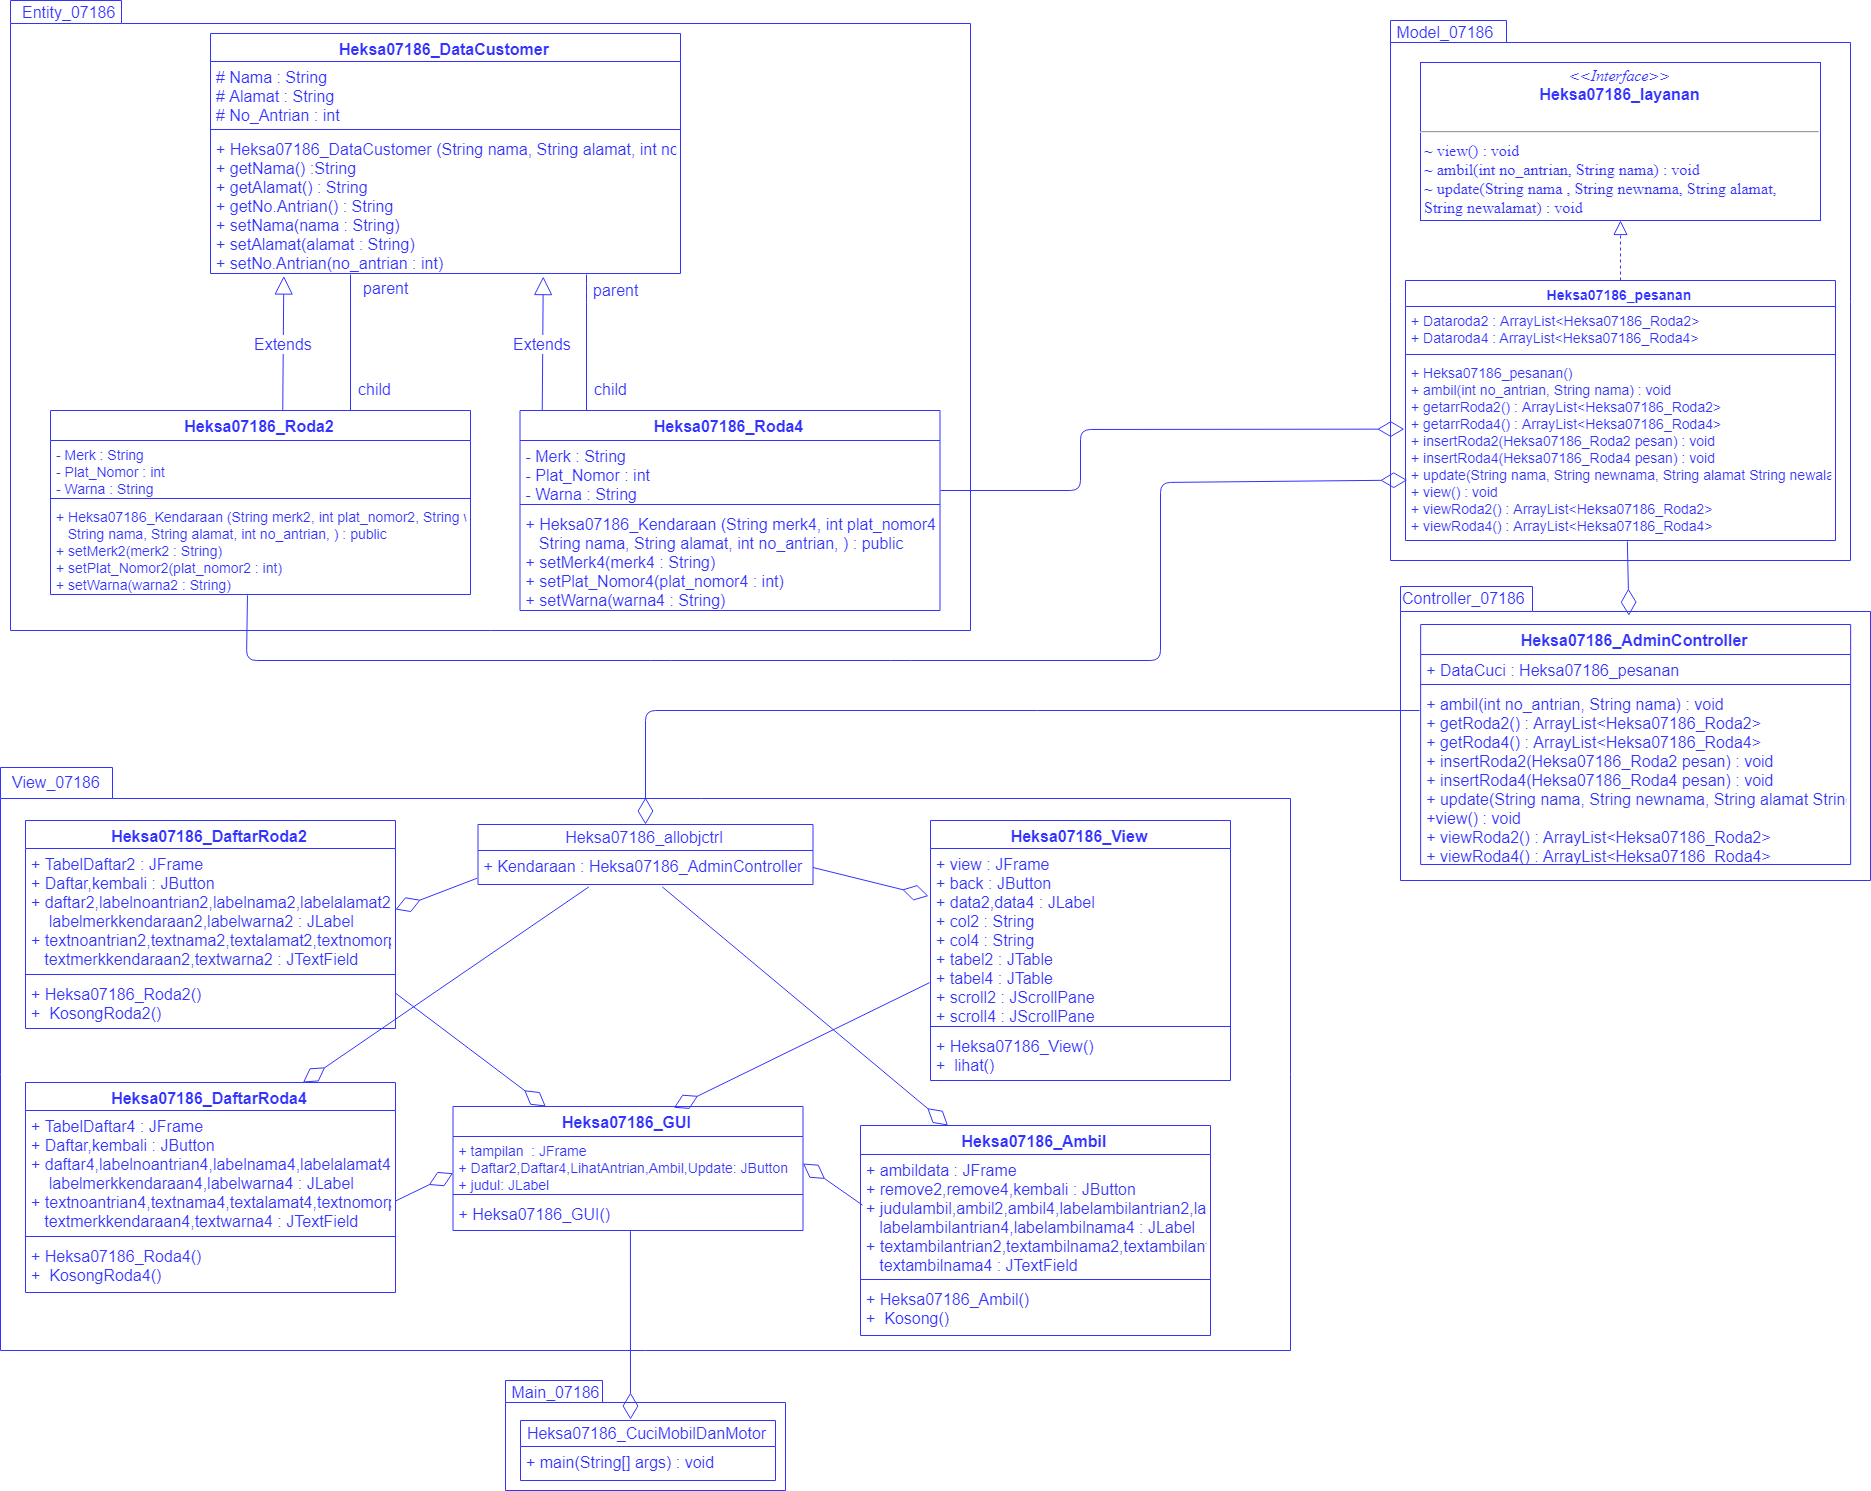 Entity_07186
Heksa07186_DataCustomer
# Nama : String
# Alamat : String
# No_Antrian : int
+ Heksa07186_DataCustomer (String nama, String alamat, int
+ getNama() :String
+ getAlamat() : String
+ getNo.Antrian() : String
+ setNama(nama : String)
+ setAlamat(alamat : String)
+ setNo.Antrian(no_antrian : int)
parent
parent
Extends
Extends
child
child
Heksa07186_Roda2
- Merk : String
- Plat_Nomor : int
- Warna : String
+ Heksa07186_Kendaraan (String merk2, int plat_nomor2, String
String nama, String alamat, int no_antrian, ) : public
+ setMerk2(merk2 : String)
+ setPlat_Nomor2(plat_nomor2 : int)
+ setWarna(warna2 : String)
Heksa07186_Roda4
- Merk : String
- Plat_Nomor : int
- Warna : String
+ Heksa07186_Kendaraan (String merk4, int plat_nomor4
String nama, String alamat, int no_antrian, ) : public
+ setMerk4(merk4 : String)
+ setPlat_Nomor4(plat_nomor4 : int)
+ setWarna(warna4 : String)
Model_07186
<<Interface>>
Heksa07186_layanan
~ view() : void
~ ambil(int no_antrian, String nama) : void
~ update(String nama , String newnama, String alamat,
String newalamat) : void
Heksa07186_pesanan
+ Dataroda2 : ArrayList<Heksa07186_Roda2>
+ Dataroda4 : ArrayList<Heksa07186_Roda4>
+ Heksa07186_pesanan()
+ ambil(int no_antrian, String nama) : void
+ getarrRoda2() : ArrayList<Heksa07186_Roda2>
+ getarrRoda4() : ArrayList<Heksa07186_Roda4>
+ insertRoda2(Heksa07186_Roda2 pesan) : void
+ insertRoda4(Heksa07186_Roda4 pesan) : void
+ update(String nama, String newnama, String alamat String newala
+ view() : void
+ viewRoda2() : ArrayList<Heksa07186_Roda2>
+ viewRoda4() : ArrayList<Heksa07186_Roda4>
Controller_07186
Heksa07186_AdminController
+ DataCuci : Heksa07186_pesanan
+ ambil(int no_antrian, String nama) : void
+ getRoda2() : ArrayList<Heksa07186_Roda2>
+ getRoda4() : ArrayList<Heksa07186_Roda4>
+ insertRoda2(Heksa07186_Roda2 pesan) : void
+ insertRoda4(Heksa07186_Roda4 pesan) : void
+ update(String nama, String newnama, String alamat Strin
+view() : void
+ viewRoda2() : ArrayList<Heksa07186_Roda2>
+ viewRoda4() : ArrayList<Heksa07186_Roda4>
View_07186
Heksa07186_DaftarRoda2
+ TabelDaftar2 : JFrame
+ Daftar,kembali : JButton
+ daftar2,labelnoantrian2,labelnama2,labelalamat2
labelmerkkendaraan2,labelwarna2 : JLabel
+ textnoantrian2,textnama2,textalamat2,textnomorp
textmerkkendaraan2,textwarna2 : JTextField
+ Heksa07186_Roda2()
+ KosongRoda2()
Heksa07186_allobjctrl
+ Kendaraan : Heksa07186_AdminController
Heksa07186_View
+ view : JFrame
+ back : JButton
+ data2,data4 : JLabel
+ col2 : String
+ col4 : String
+ tabel2 : JTable
+ tabel4 : JTable
+ scroll2 : JScrollPane
+ scroll4 : JScrollPane
+ Heksa07186_View()
+ lihat()
Heksa07186_DaftarRoda4
+ TabelDaftar4 : JFrame
+ Daftar,kembali : JButton
+ daftar4,labelnoantrian4,labelnama4,labelalamat4
labelmerkkendaraan4,labelwarna4 : JLabel
+ textnoantrian4,textnama4,textalamat4,textnomorp
textmerkkendaraan4,textwarna4 : JTextField
+ Heksa07186_Roda4()
+ KosongRoda4()
Heksa07186_GUI
+ tampilan : JFrame
+ Daftar2,Daftar4,LihatAntrian,Ambil,Update: JButton
+ judul: JLabel
+ Heksa07186_GUI()
Heksa07186_Ambil
+ ambildata : JFrame
+ remove2,remove4,kembali : JButton
+ judulambil,ambil2,ambil4,labelambilantrian2,la
labelambilantrian4,labelambilnama4 : JLabel
+ textambilantrian2,textambilnama2,textambilan
textambilnama4 : JTextField
+ Heksa07186_Ambil()
+ Kosong()
Main_07186
Heksa07186_CuciMobilDanMotor
+ main(String[] args) : void